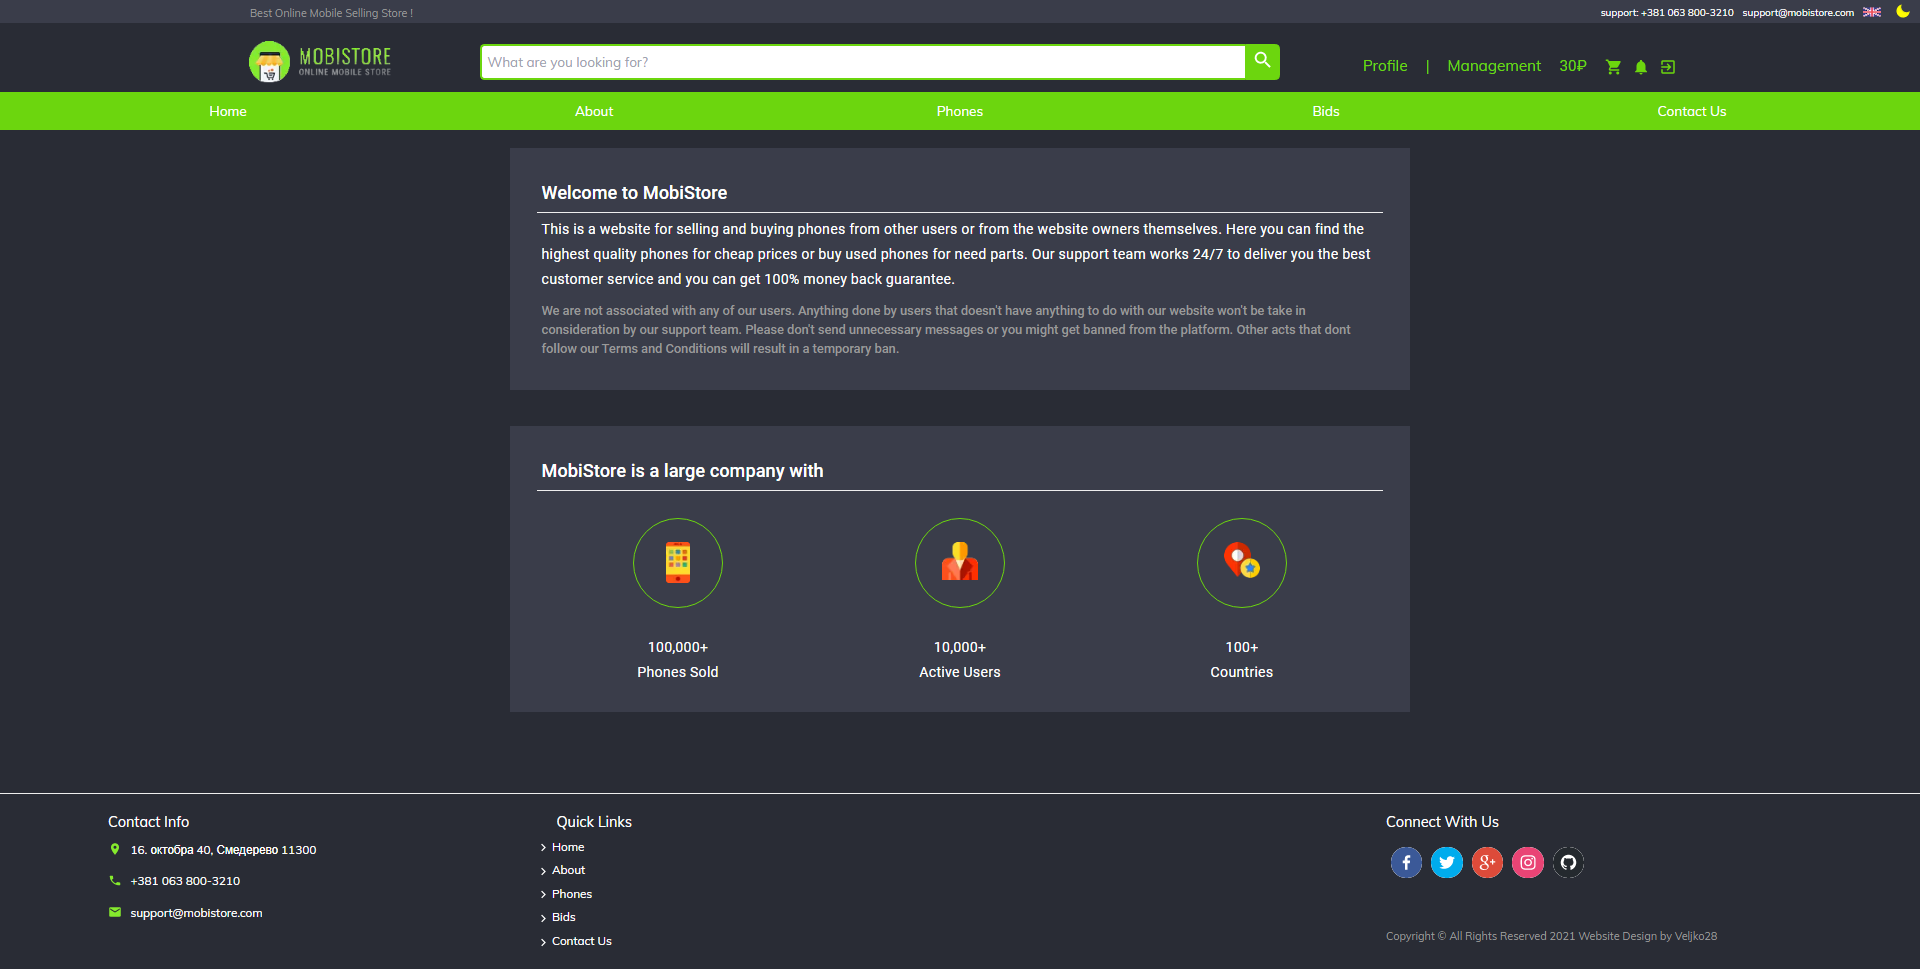 Best Online Mobile Selling Store !
support: +381 063 800-3210 support@mobistore.com
MOBISTORE
ONLINE MOBILE STORE
What are you looking for?
Profile | Management 30₽
Home About Phones Bids Contact Us
Welcome to MobiStore
This is a website for selling and buying phones from other users or from the website owners themselves. Here you can find the
highest quality phones for cheap prices or buy used phones for need parts. Our support team works 24/7 to deliver you the best
customer service and you can get 100% money back guarantee.
We are not associated with any of our users. Anything done by users that doesn't have anything to do with our website won't be take in
consideration by our support team. Please don't send unnecessary messages or you might get banned from the platform. Other acts that dont
follow our Terms and Conditions will result in a temporary ban.
MobiStore is a large company with
100,000+
Phones Sold
10,000+
Active Users
100+
Countries
Contact Info
16. октобра 40, Смедерево 11300
+381 063 800-3210
support@mobistore.com
Quick Links
Home
About
Phones
Bids
Contact Us
Connect With Us
Copyright © All Rights Reserved 2021 Website Design by Veljko28